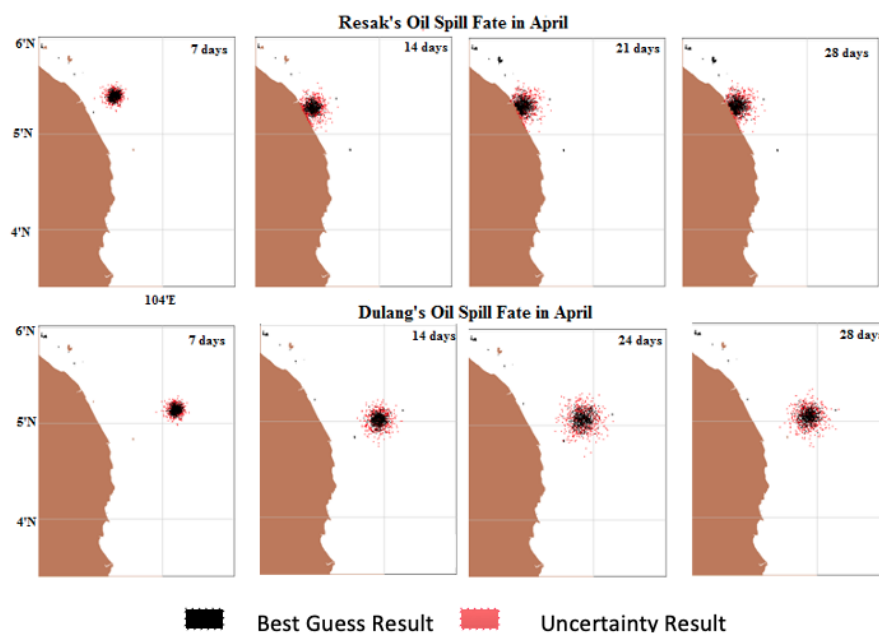 Resak's Oil Spill Fate in April
6'N
7 days
14 days
21 days
28 days
5'N
4'N
104'E
Dulang's Oil Spill Fate in April
6'N
7 days
14 days
24 days
28 days
5'N
4'N
Best Guess Result
Uncertainty Result